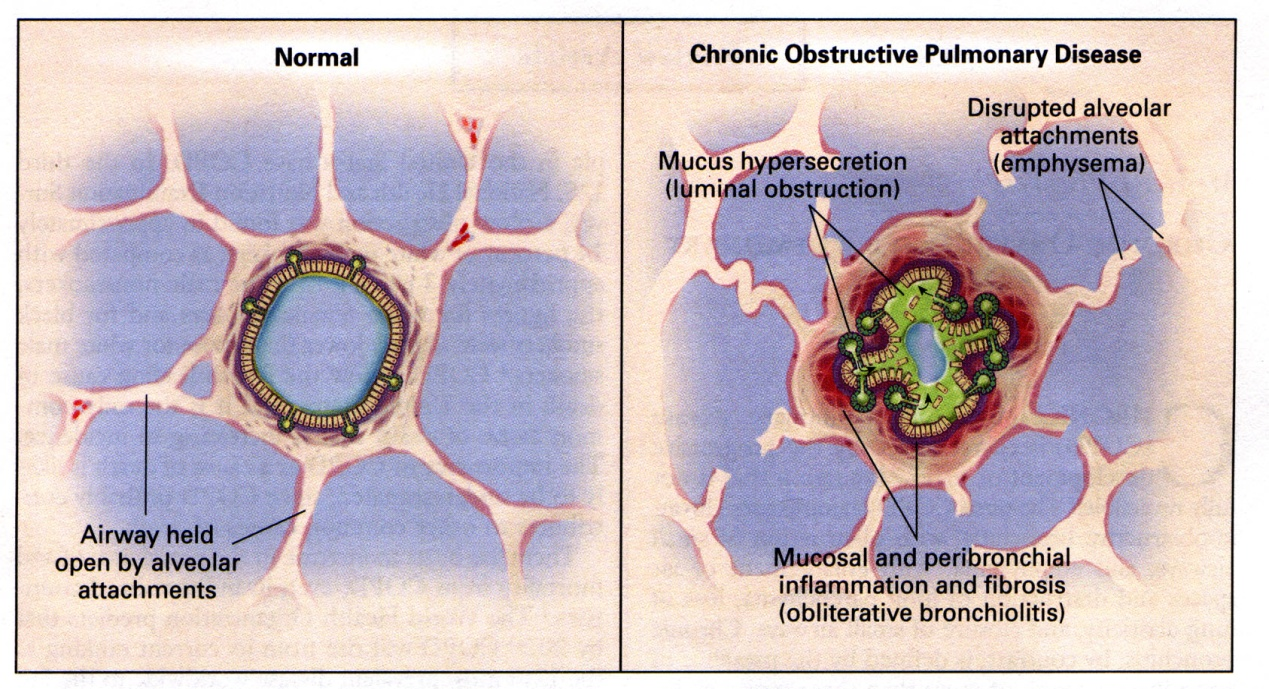 Normal
Airway held
open by alveolar
attachments
Chronic Obstructive Pulmonary Disease
Disrupted alveolar
attachments
(emphysema)
Mucus hypersecretion
(luminal obstruction)
Mucosal and peribronchial
inflammation and fibrosis
(obliterative bronchiolitis)